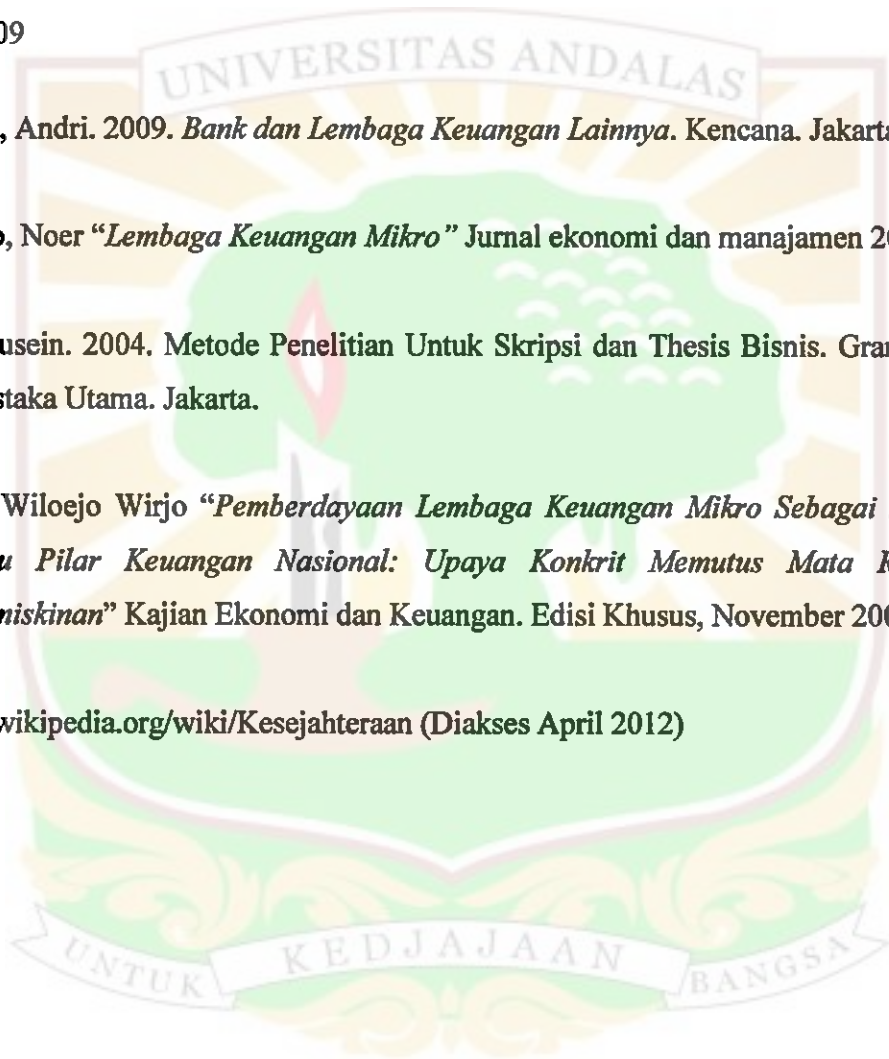 09
UNIVERSITAS ANDALAS
, Andri. 2009. Bank dan Lembaga Keuangan Lainnya. Kencana. Jakarta
, Noer “Lembaga Keuangan Mikro” Jurnal ekonomi dan manajamen 20
usein. 2004. Metode Penelitian Untuk Skripsi dan Thesis Bisnis. Gran
staka Utama. Jakarta.
Wiloejo Wirjo “Pemberdayaan Lembaga Keuangan Mikro Sebagai
u Pilar Keuangan Nasional: Upaya Konkrit Memutus Mata R
niskinan” Kajian Ekonomi dan Keuangan. Edisi Khusus, November 200
wikipedia.org/wiki/Kesejahteraan (Diakses April 2012)
UNTUK KEDJAJAAN BANGSA